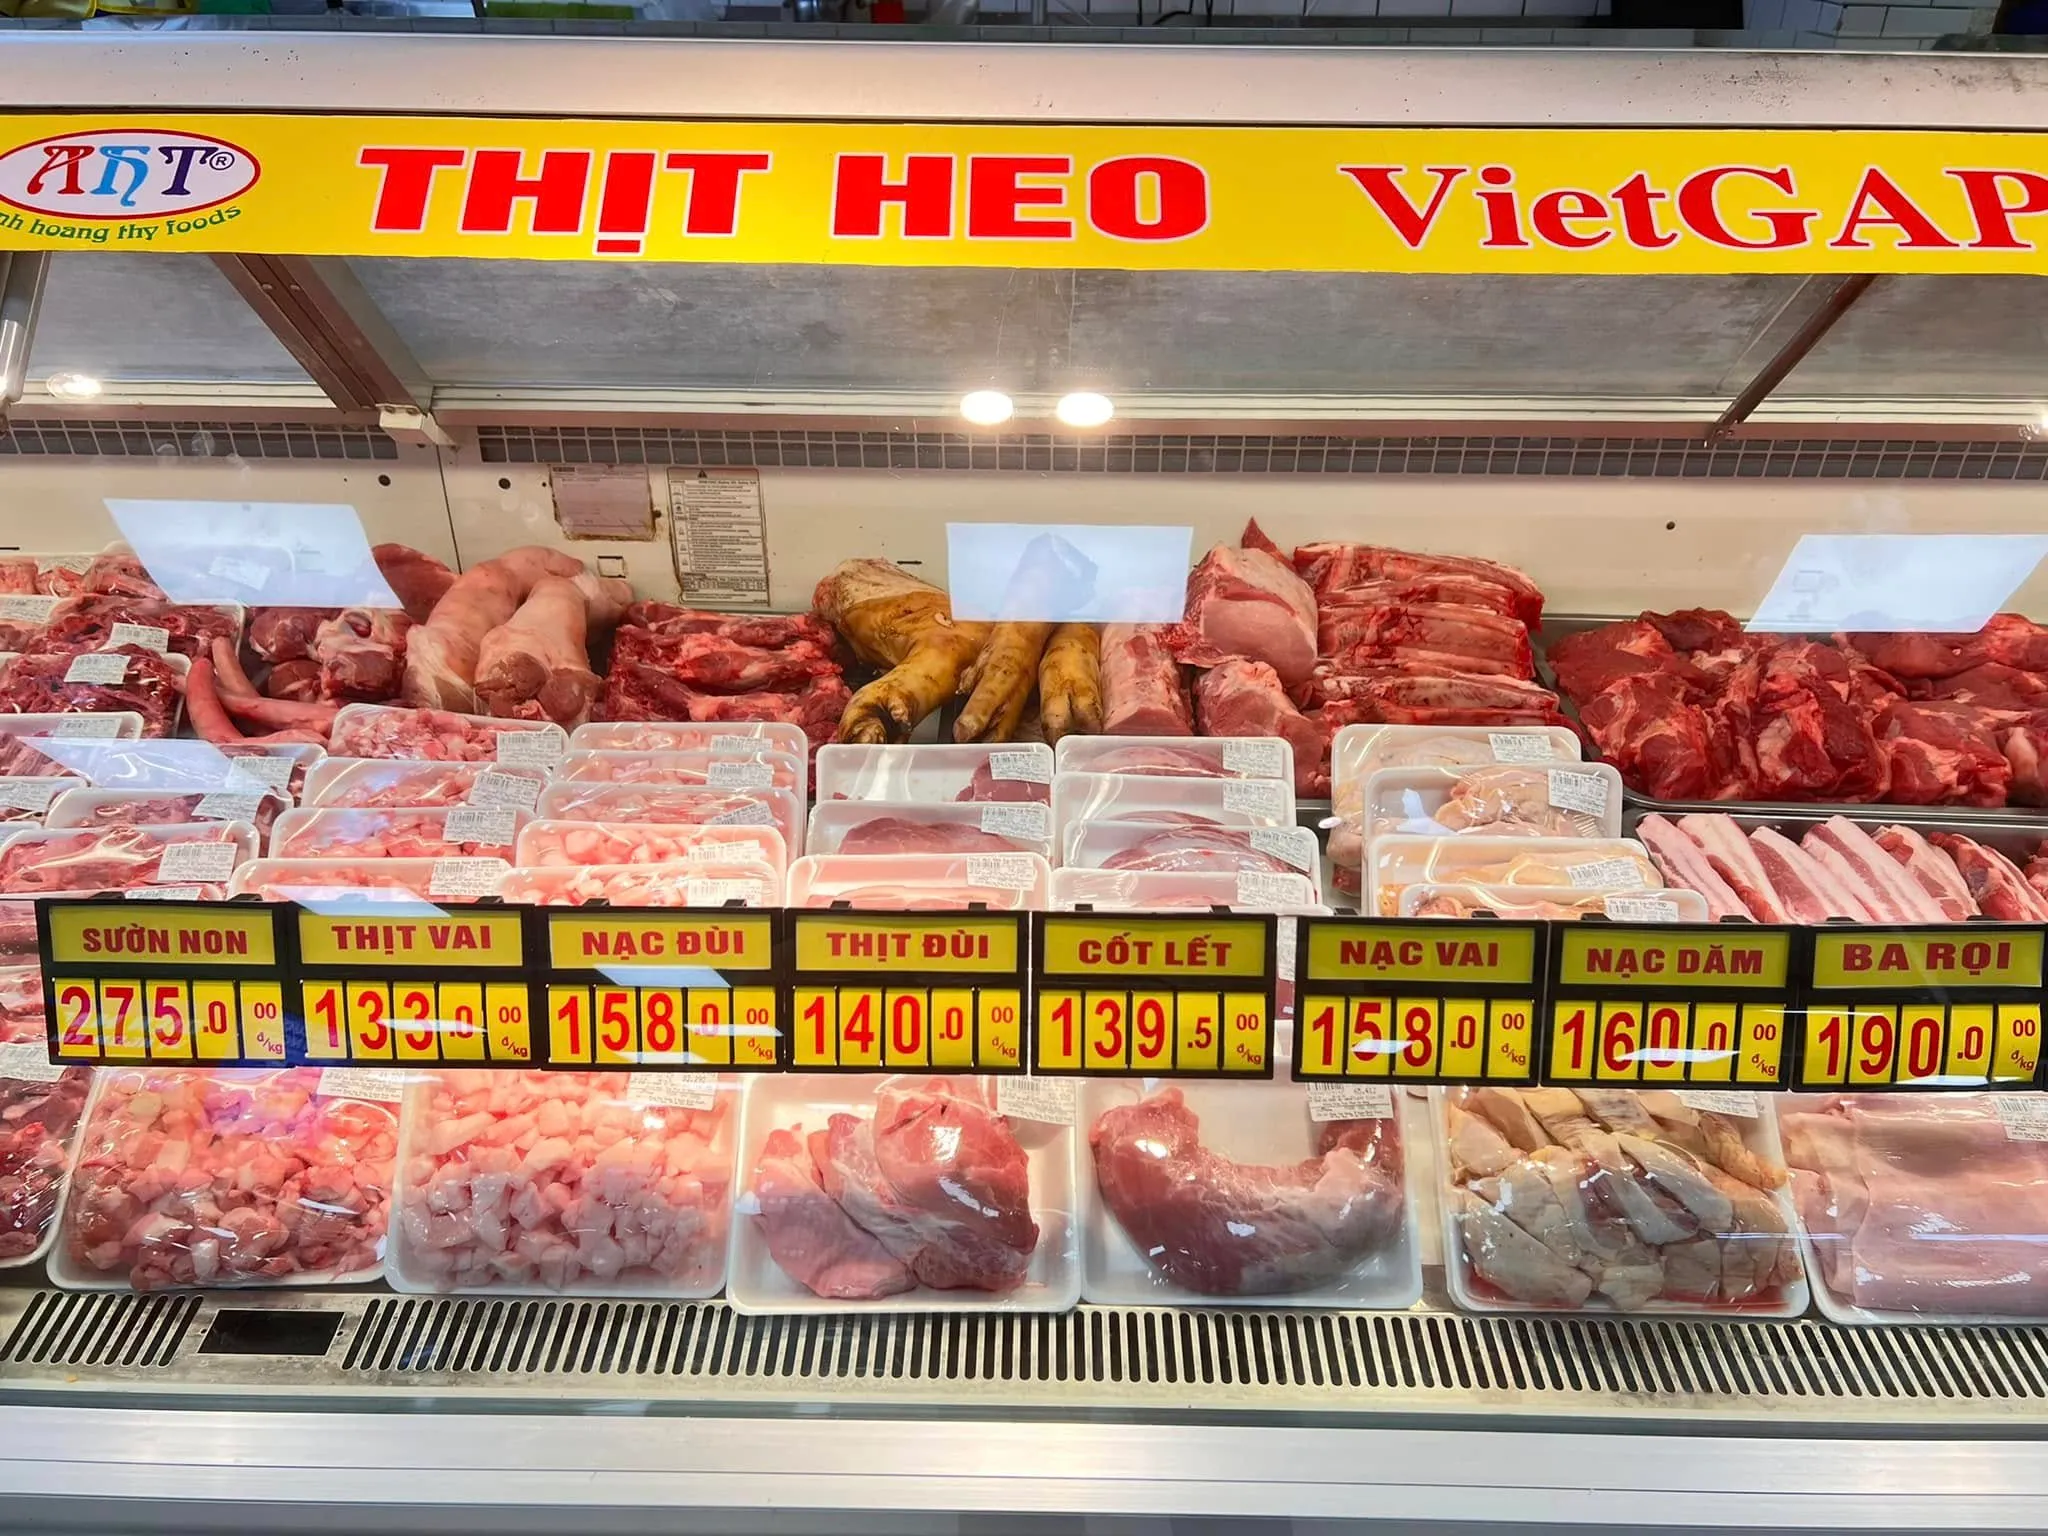 AHT®
nh hoang thy foods
THỊT HEO VietGAP
SƯỜN NON
275.000
đ/kg
THỊT VAI
133.000
đ/kg
NẠC ĐÙI
158.000
đ/kg
THỊT ĐÙI
140.000
đ/kg
CỐT LẾT
139.500
đ/kg
NẠC VAI
158.000
đ/kg
NẠC DĂM
160.000
đ/kg
BA RỌI
190.000
đ/kg